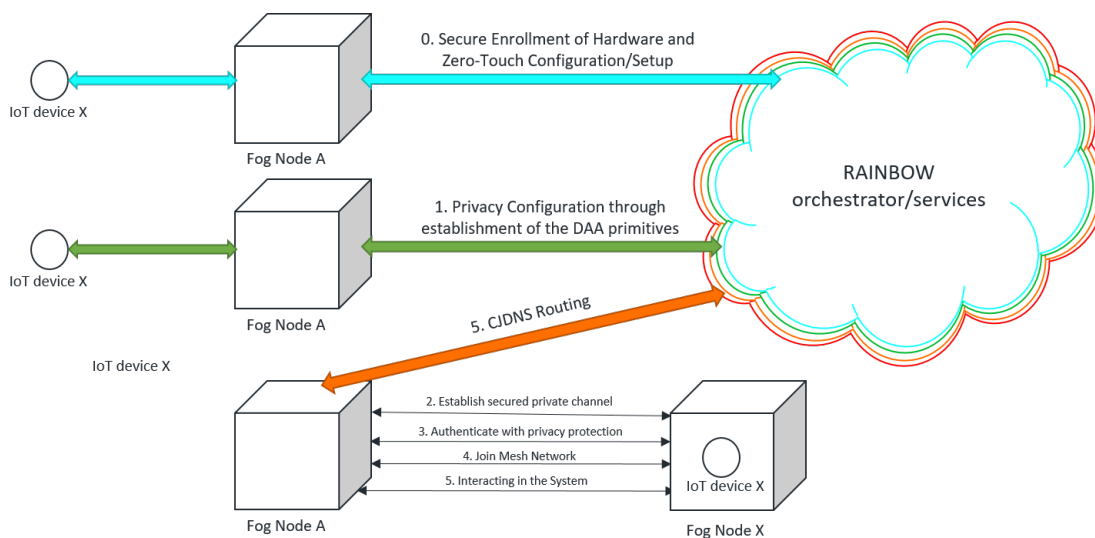 0. Secure Enrollment of Hardware and
Zero-Touch Configuration/Setup
IoT device X
Fog Node A
RAINBOW
orchestrator/services
1. Privacy Configuration through
establishment of the DAA primitives
IoT device X
Fog Node A
5. CJDNS Routing
IoT device X
2. Establish secured private channel
3. Authenticate with privacy protection
4. Join Mesh Network
5. Interacting in the System
IoT device X
Fog Node A
Fog Node X